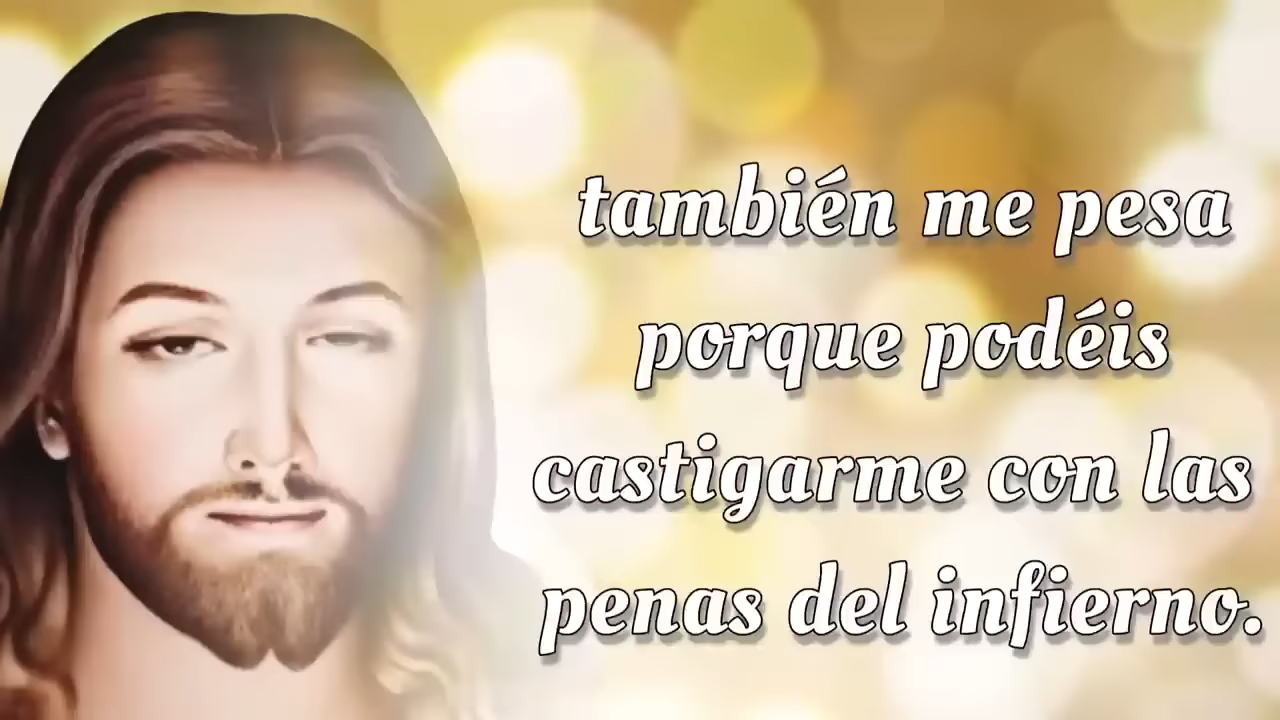 también me pesa
porque podéis
castigarme con las
penas del infierno.